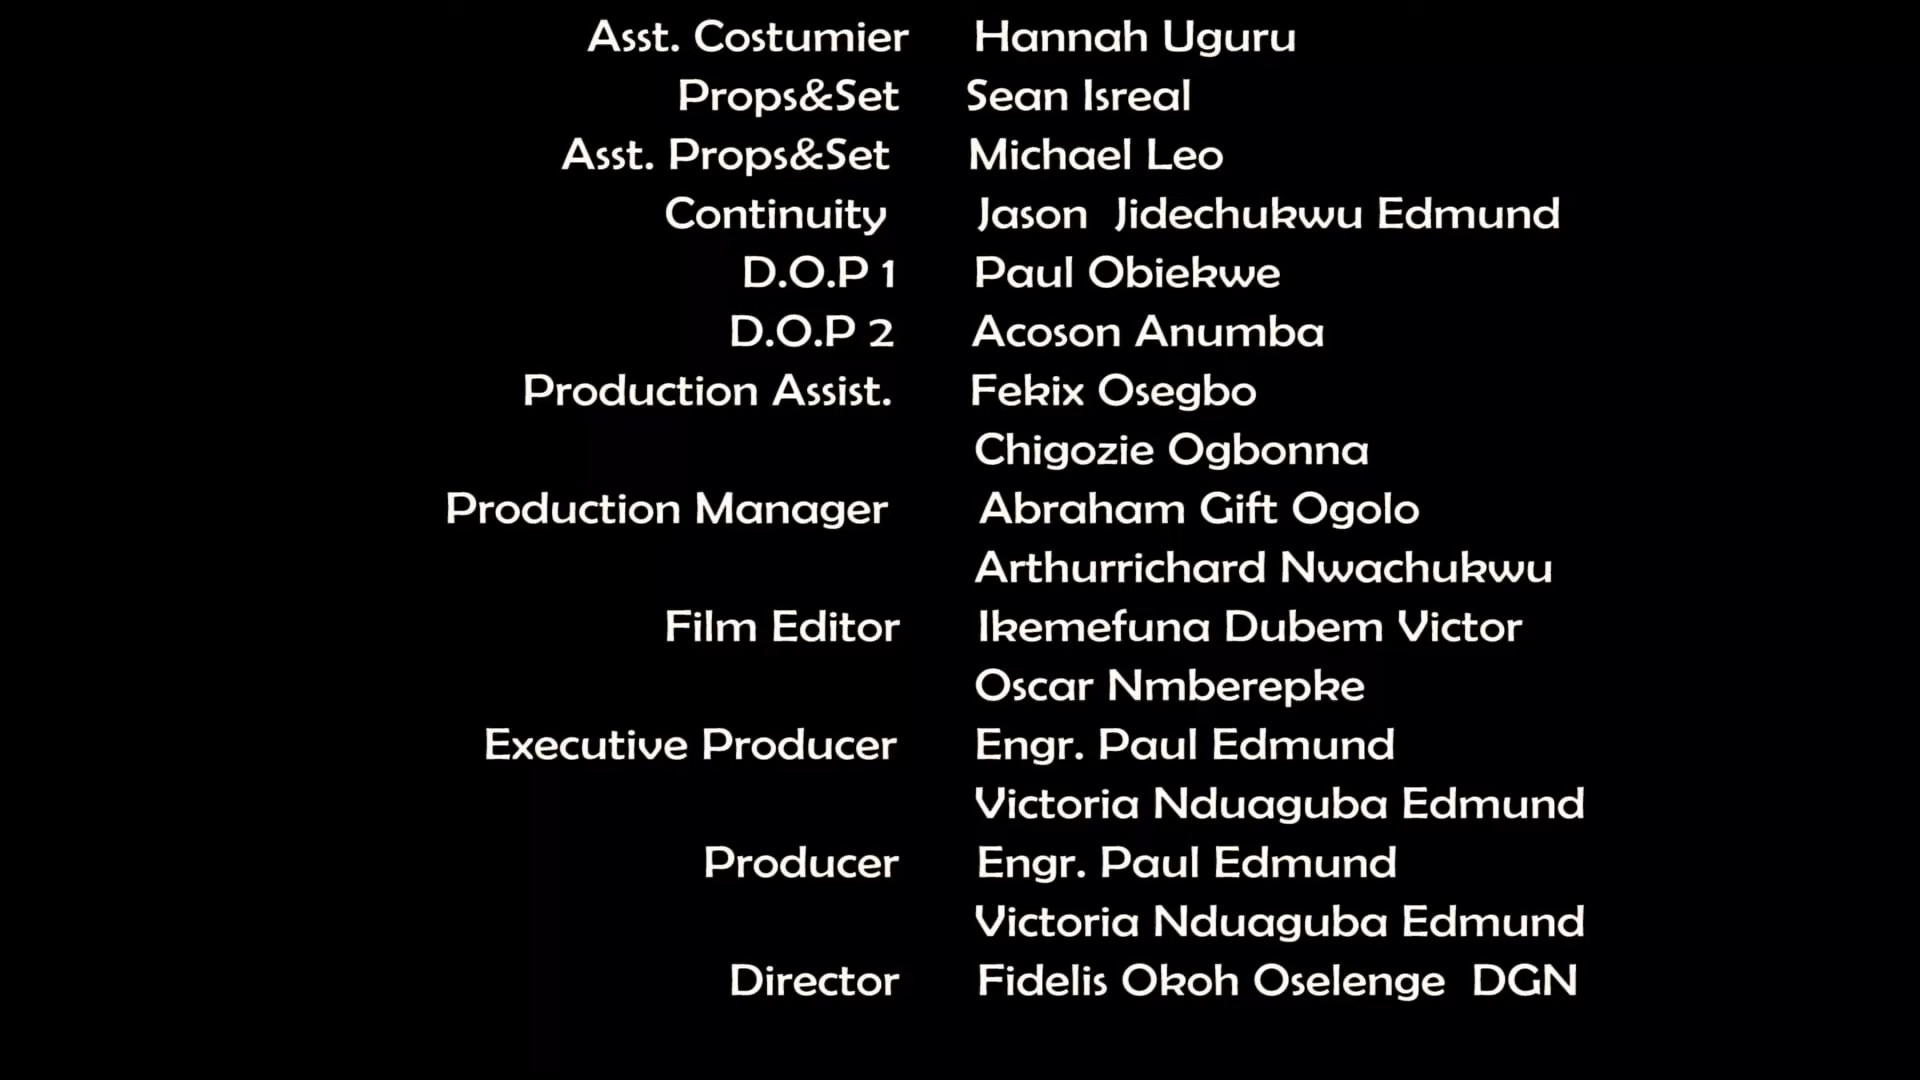 Asst. Costumier Hannah Uguru
Props&Set Sean Isreal
Asst. Props&Set Michael Leo
Continuity Jason Jidechukwu Edmund
D.O.P 1 Paul Obiekwe
D.O.P 2 Acoson Anumba
Production Assist. Fekix Osegbo
Chigozie Ogbonna
Production Manager Abraham Gift Ogolo
Arthurrichard Nwachukwu
Film Editor Ikemefuna Dubem Victor
Oscar Nmberepke
Executive Producer Engr. Paul Edmund
Victoria Nduaguba Edmund
Producer Engr. Paul Edmund
Victoria Nduaguba Edmund
Director Fidelis Okoh Oselenge DGN